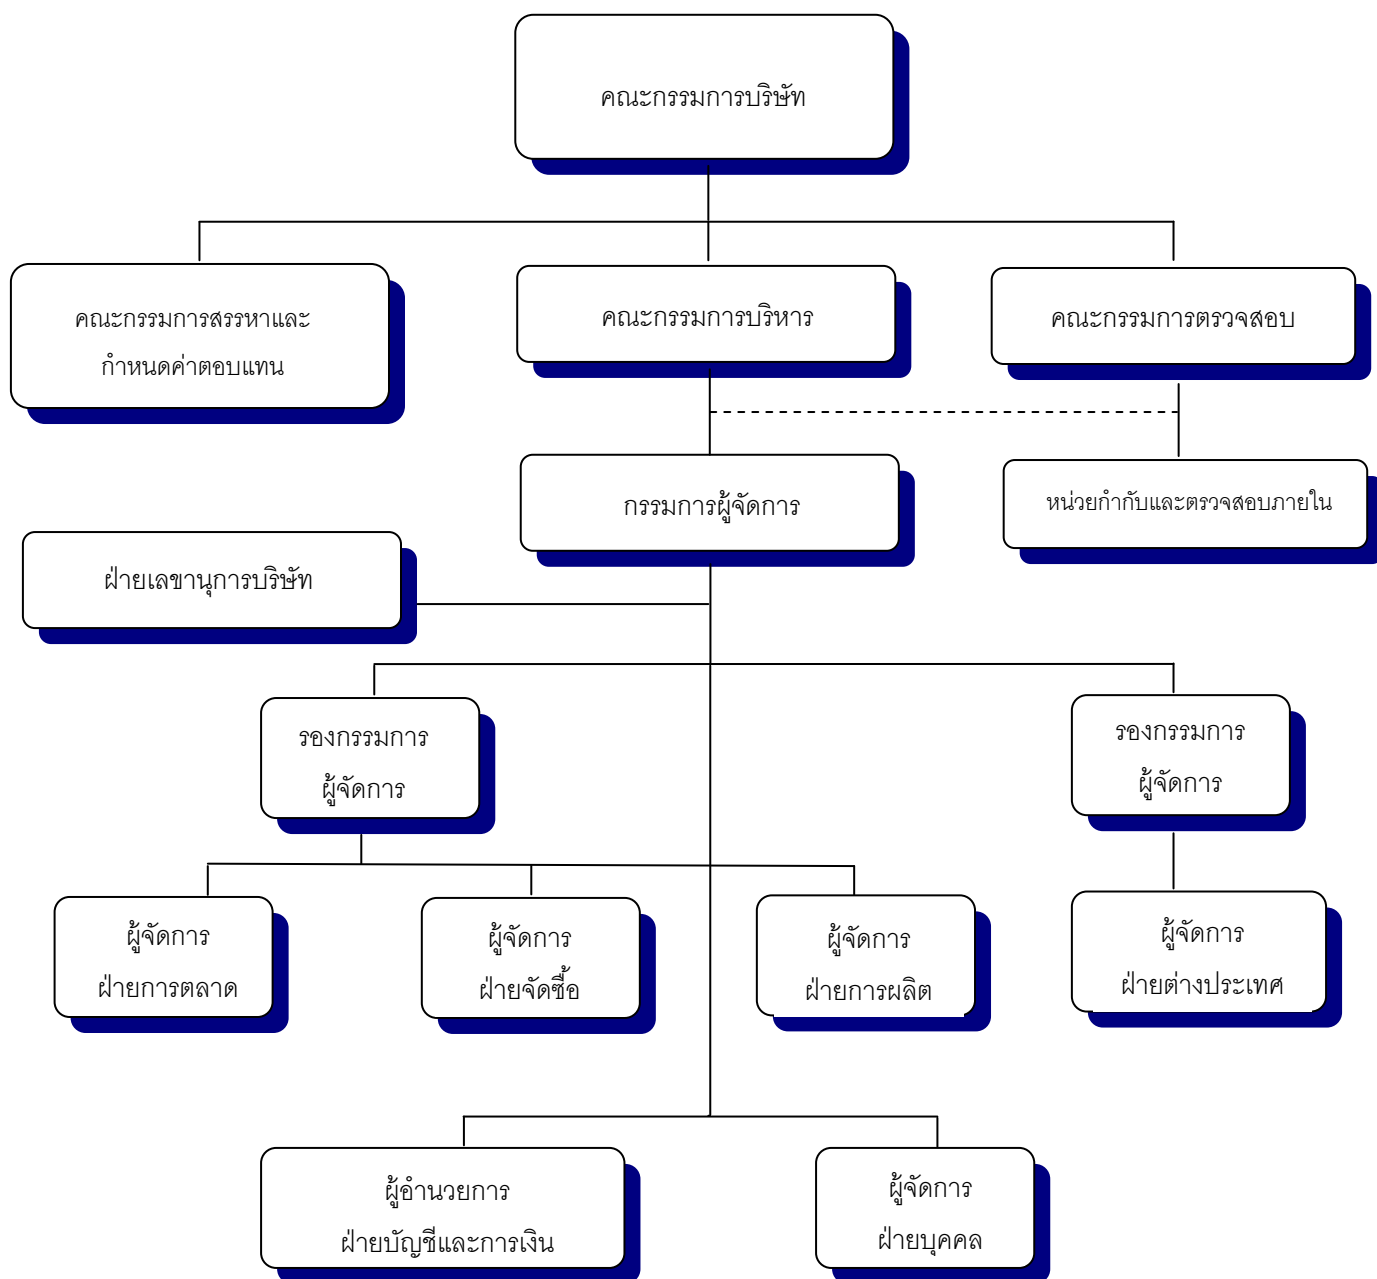 คณะกรรมการบริษัท
คณะกรรมการสรรหาและ
กำหนดค่าตอบแทน
คณะกรรมการบริหาร
คณะกรรมการตรวจสอบ
กรรมการผู้จัดการ
หน่วยกำกับและตรวจสอบภายใน
ฝ่ายเลขานุการบริษัท
รองกรรมการ
ผู้จัดการ
รองกรรมการ
ผู้จัดการ
ผู้จัดการ
ฝ่ายการตลาด
ผู้จัดการ
ฝ่ายจัดซื้อ
ผู้จัดการ
ฝ่ายการผลิต
ผู้จัดการ
ฝ่ายต่างประเทศ
ผู้อำนวยการ
ฝ่ายบัญชีและการเงิน
ผู้จัดการ
ฝ่ายบุคคล